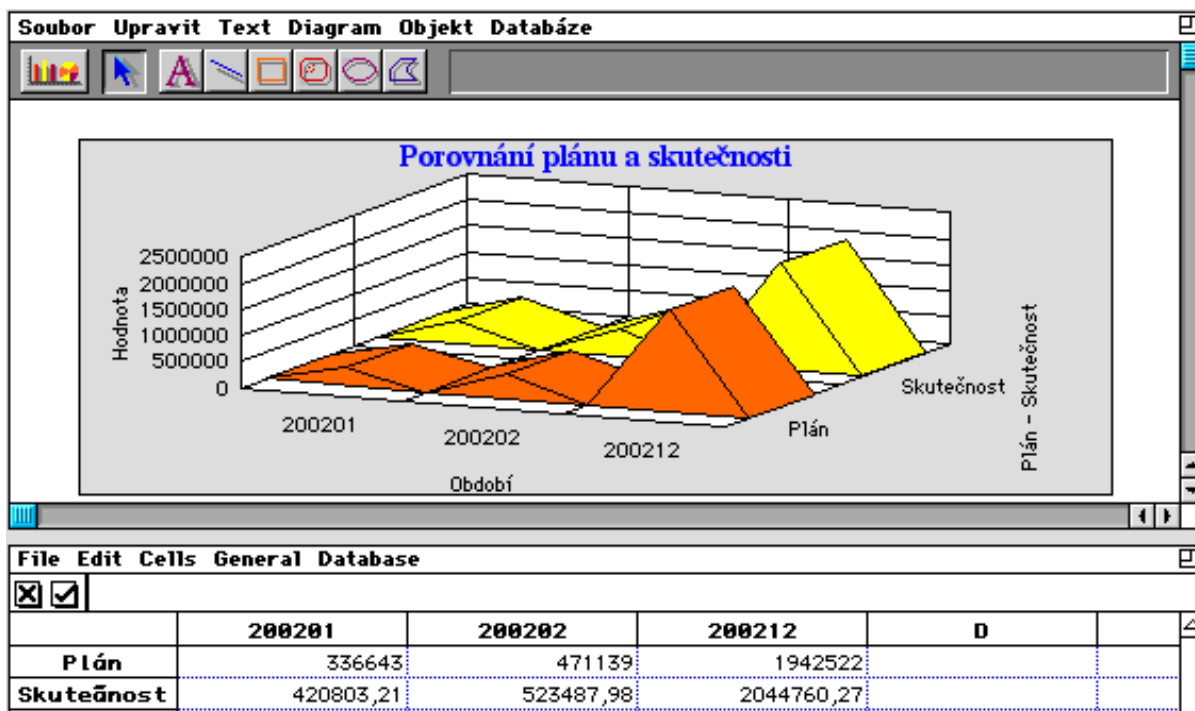 Soubor Upravit Text Diagram Objekt Databáze
A
Porovnání plánu a skutečnosti
Hodnota
2500000
2000000
1500000
1000000
500000
0
200201
200202
200212
Období
Plán
Skutečnost
Plán - Skutečnost
File Edit Cells General Database
200201 200202 200212 D
Plán 336643 471139 1942522
Skuteãnost 420803,21 523487,98 2044760,27